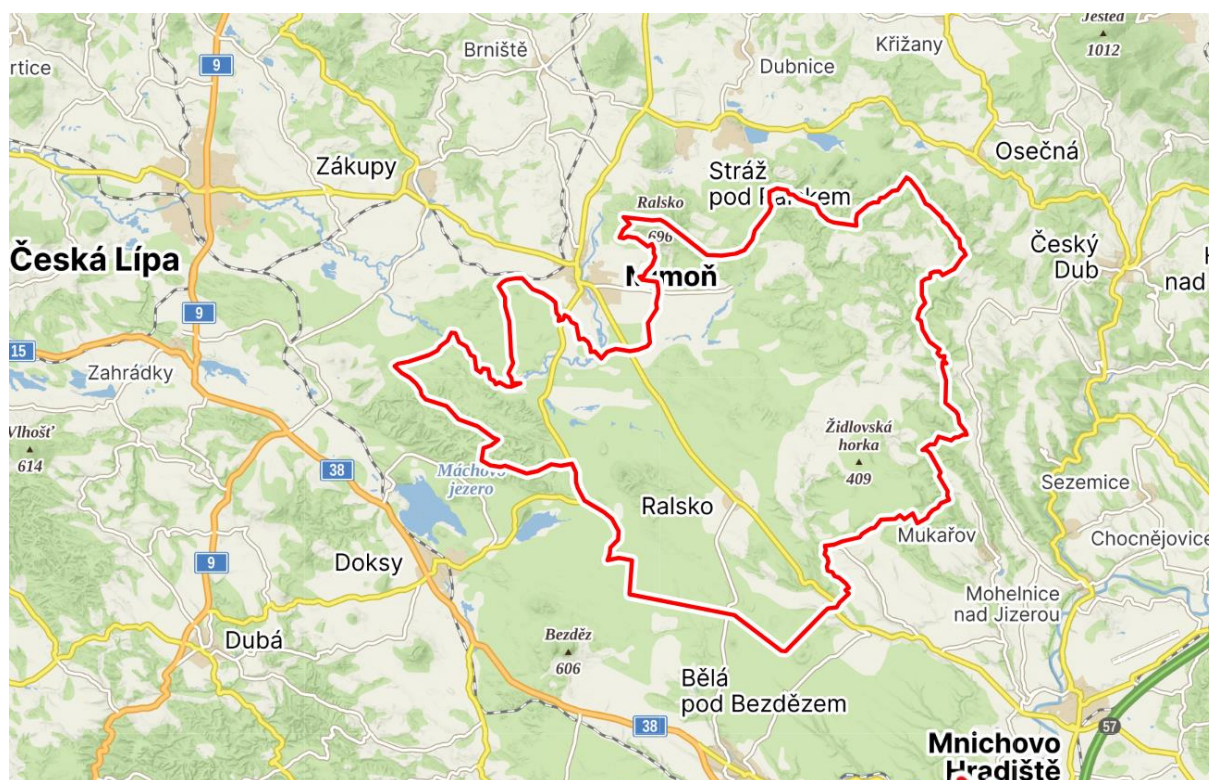 Ještěd
1012
Křižany
Brniště
Dubnice
9
Osečná
Zákupy
Stráž
pod Ralskem
Ralsko
696
Český
Dub
H
nad
Česká Lípa
Mimoň
9
15
Zahrádky
Židlovská
horka
409
Vlhošť
614
38
Máchovo
jezero
Sezemice
Ralsko
Mukařov
Chocnějovice
9
Doksy
Mohelnice
nad Jizerou
Dubá
Bezděz
606
Bělá
pod Bezdězem
38
57
Mnichovo
Hradiště